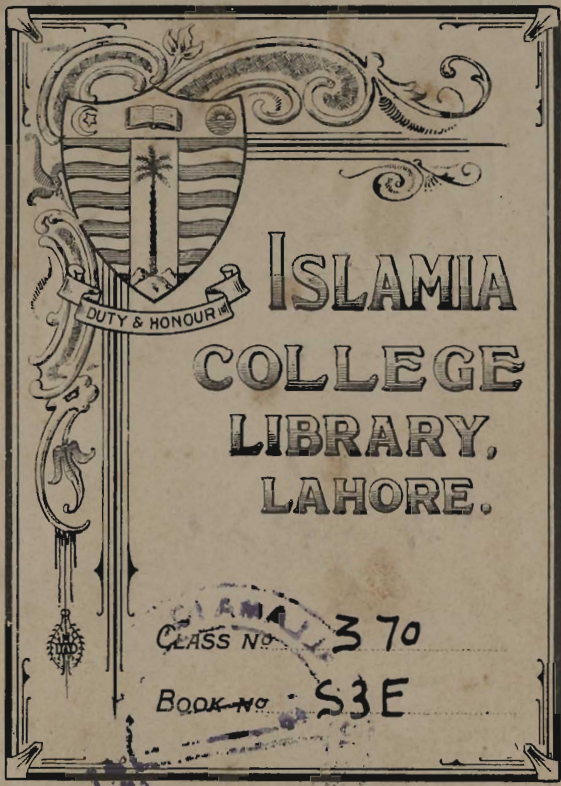 DUTY & HONOUR
ISLAMIA
COLLEGE
LIBRARY,
LAHORE.
CLASS No 370
BOOK No S3E